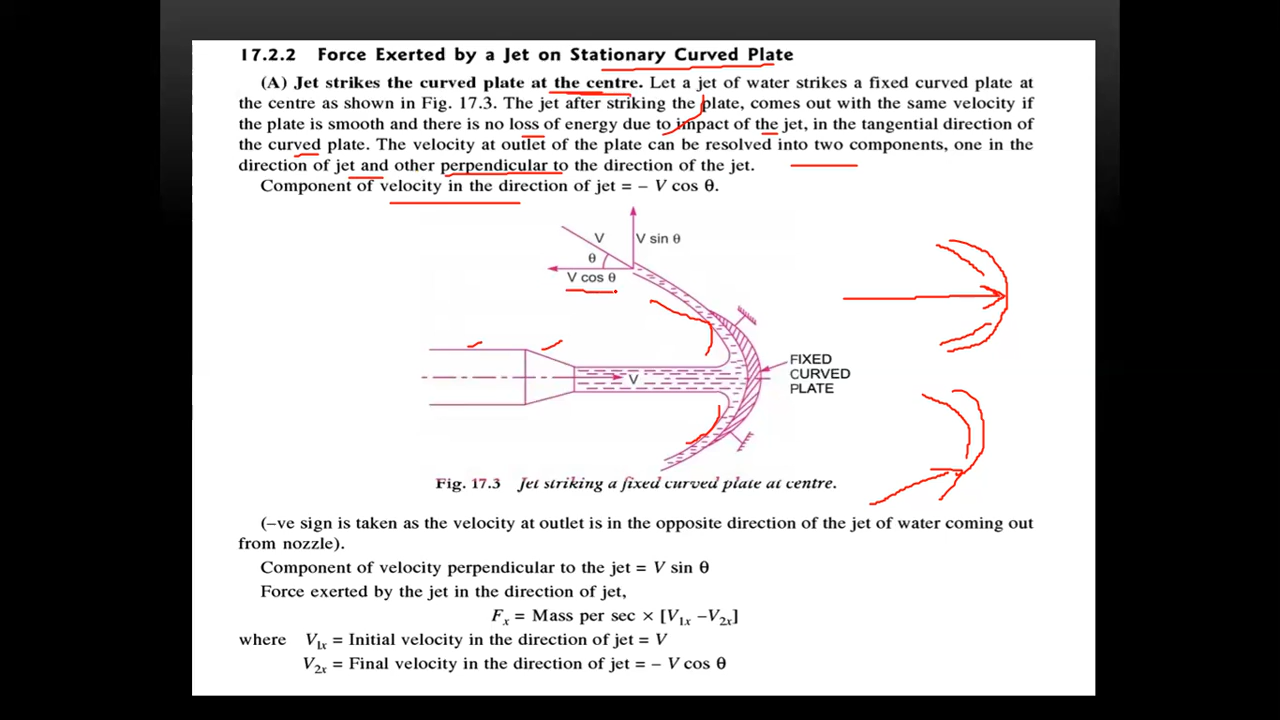 17.2.2 Force Exerted by a Jet on Stationary Curved Plate
(A) Jet strikes the curved plate at the centre. Let a jet of water strikes a fixed curved plate at
the centre as shown in Fig. 17.3. The jet after striking the plate, comes out with the same velocity if
the plate is smooth and there is no loss of energy due to impact of the jet, in the tangential direction of
the curved plate. The velocity at outlet of the plate can be resolved into two components, one in the
direction of jet and other perpendicular to the direction of the jet.
Component of velocity in the direction of jet = – V cos θ.
V
V sin θ
θ
V cos θ
V
FIXED
CURVED
PLATE
Fig. 17.3 Jet striking a fixed curved plate at centre.
(–ve sign is taken as the velocity at outlet is in the opposite direction of the jet of water coming out
from nozzle).
Component of velocity perpendicular to the jet = V sin θ
Force exerted by the jet in the direction of jet,
Fx = Mass per sec × [V1x – V2x]
where V1x = Initial velocity in the direction of jet = V
V2x = Final velocity in the direction of jet = – V cos θ